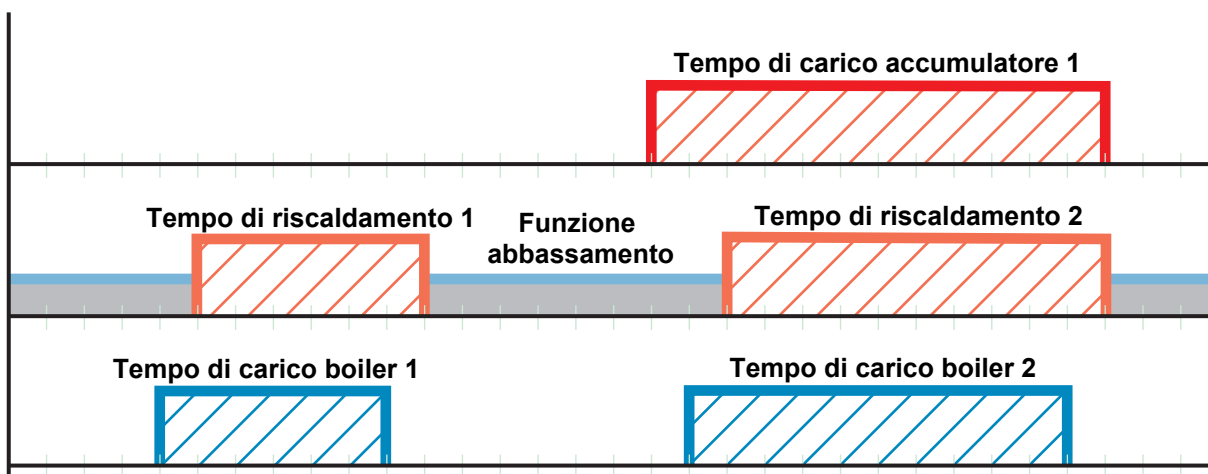 Tempo di carico accumulatore 1
Tempo di riscaldamento 1
Funzione
abbassamento
Tempo di riscaldamento 2
Tempo di carico boiler 1
Tempo di carico boiler 2